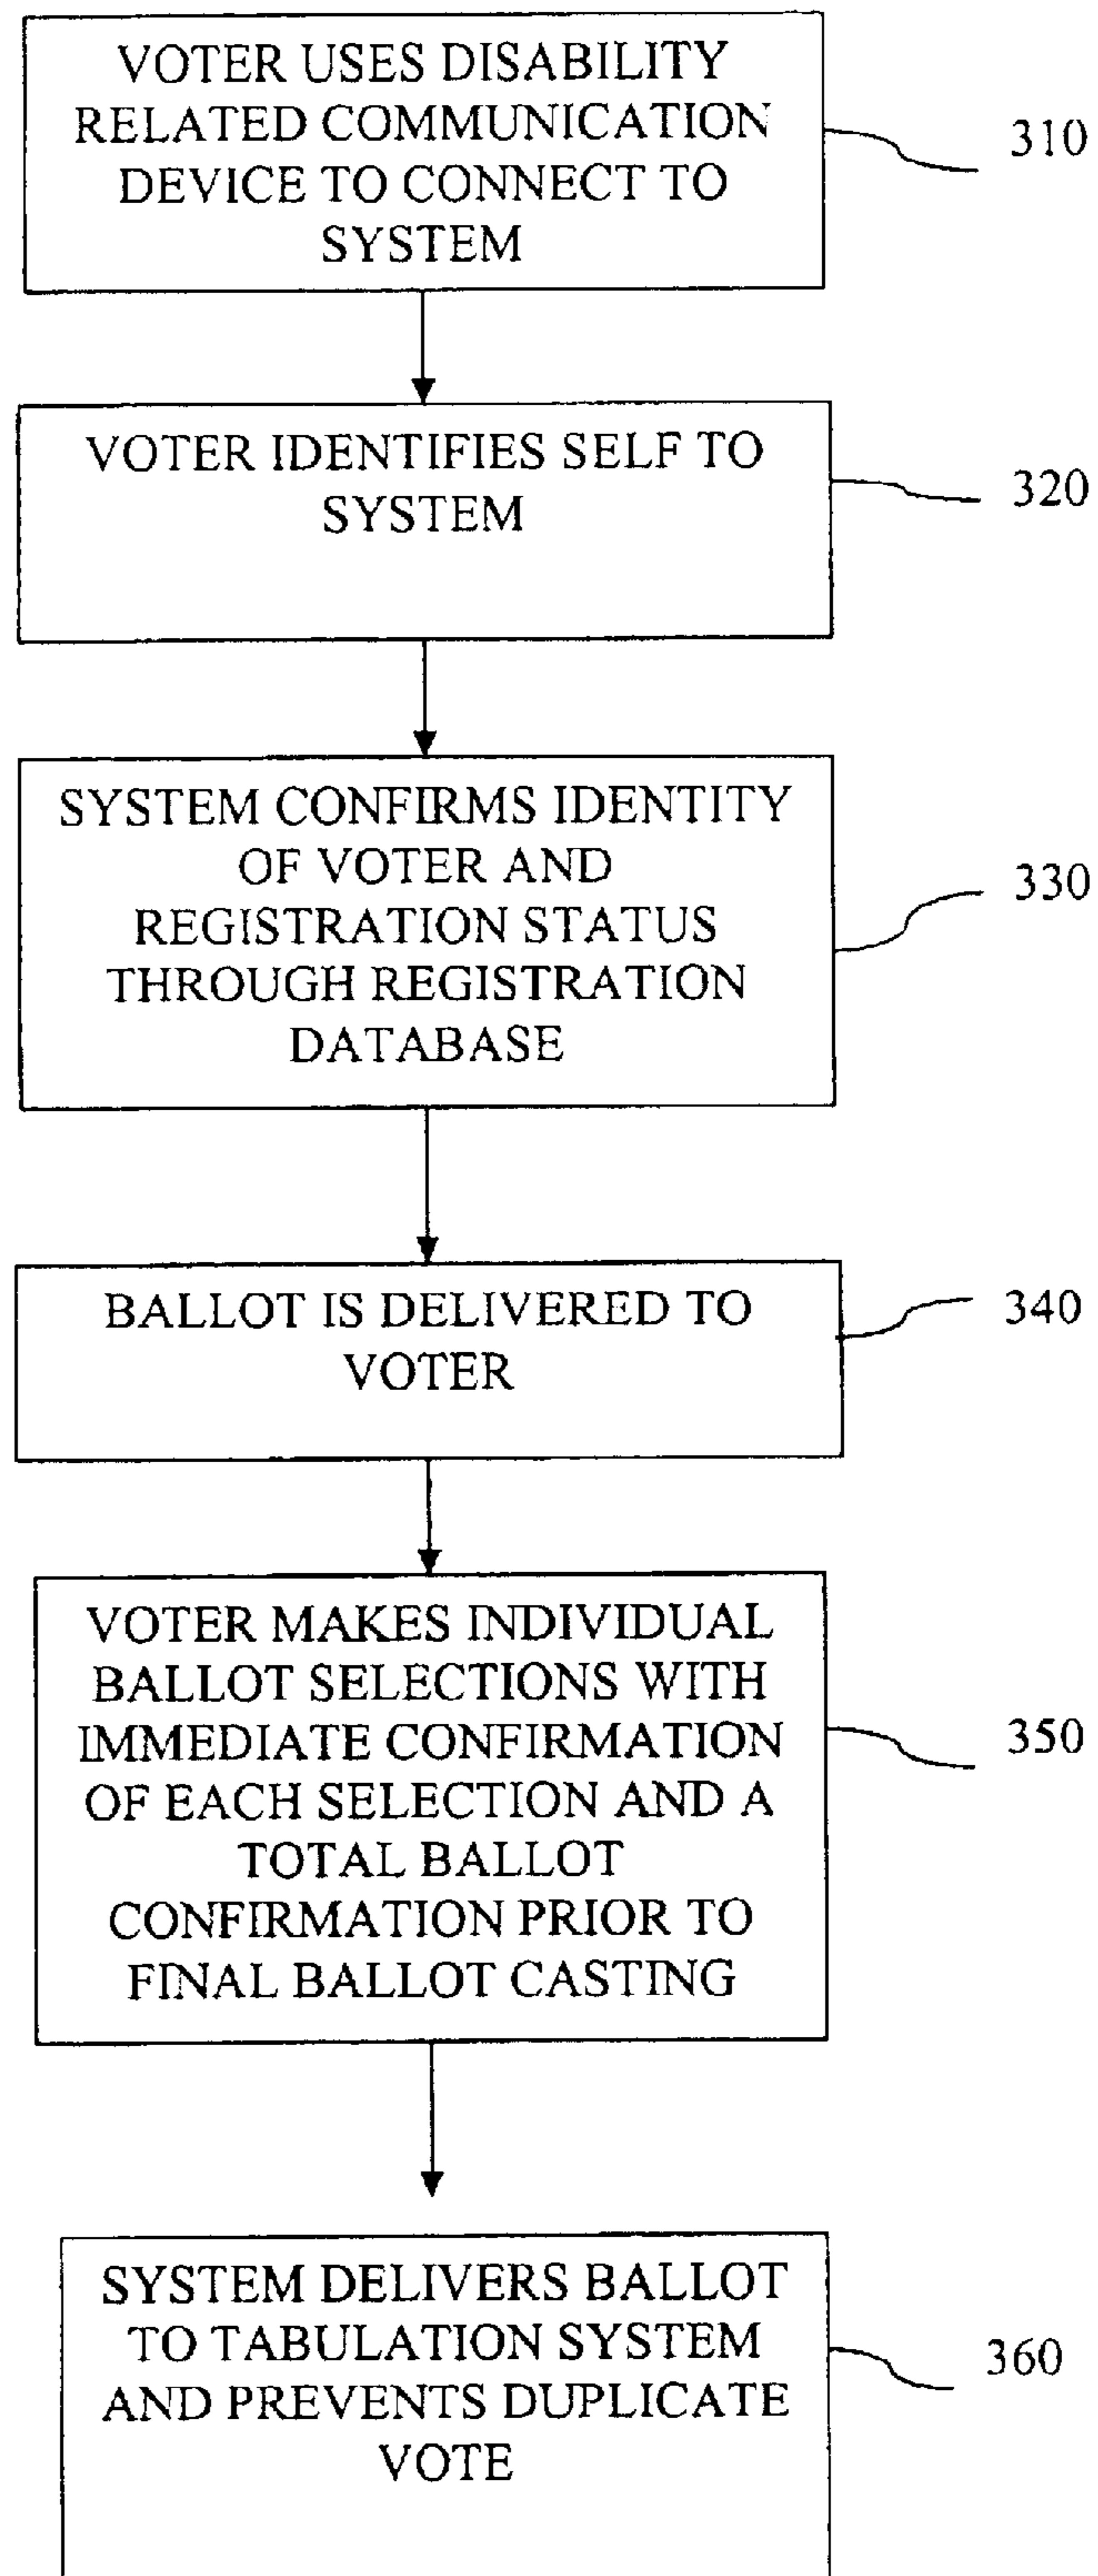 VOTER USES DISABILITY
RELATED COMMUNICATION
DEVICE TO CONNECT TO
SYSTEM
310
VOTER IDENTIFIES SELF TO
SYSTEM
320
SYSTEM CONFIRMS IDENTITY
OF VOTER AND
REGISTRATION STATUS
THROUGH REGISTRATION
DATABASE
330
BALLOT IS DELIVERED TO
VOTER
340
VOTER MAKES INDIVIDUAL
BALLOT SELECTIONS WITH
IMMEDIATE CONFIRMATION
OF EACH SELECTION AND A
TOTAL BALLOT
CONFIRMATION PRIOR TO
FINAL BALLOT CASTING
350
SYSTEM DELIVERS BALLOT
TO TABULATION SYSTEM
AND PREVENTS DUPLICATE
VOTE
360